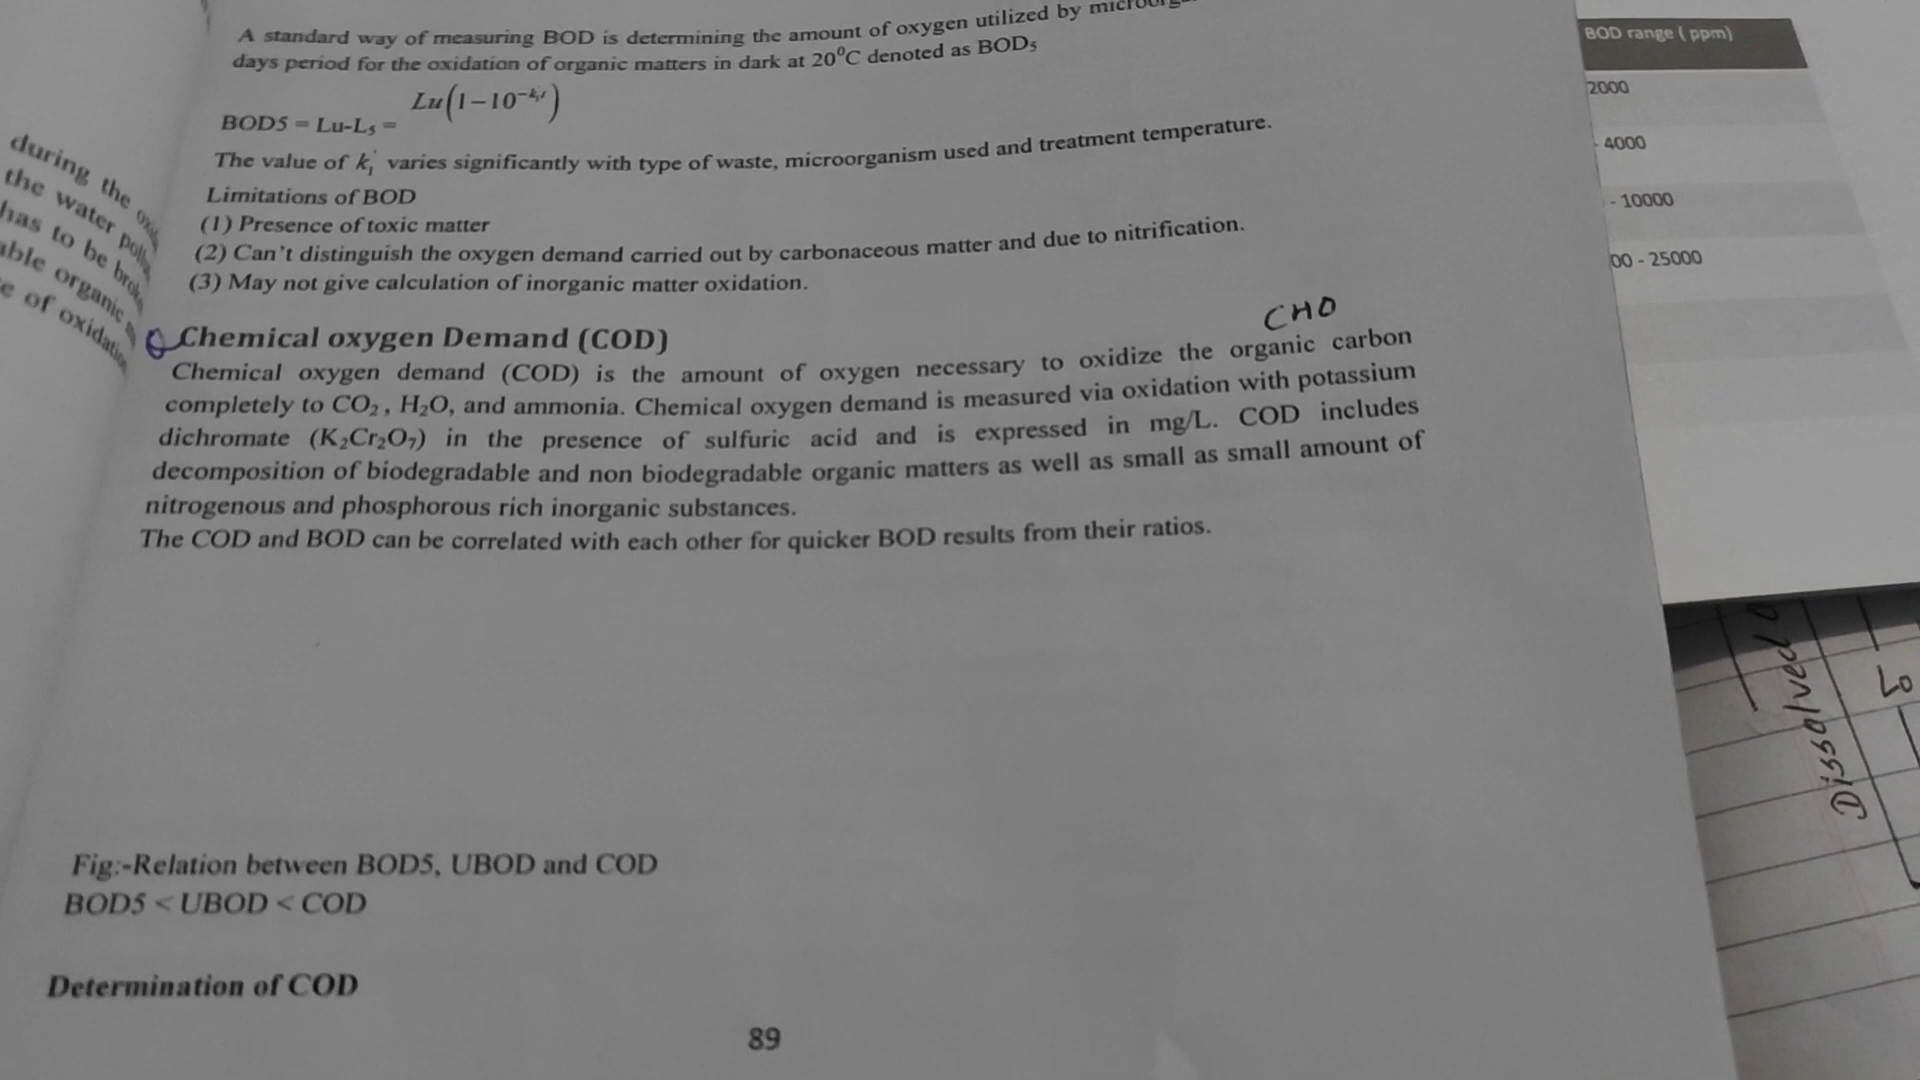 A standard way of measuring BOD is determining the amount of oxygen utilized by
days period for the oxidation of organic matters in dark at 20⁰C denoted as BOD₅
BOD5 = Lu-L₅ = Lu(1-10^-k₁'t)
The value of k₁' varies significantly with type of waste, microorganism used and treatment temperature.
Limitations of BOD
(1) Presence of toxic matter
(2) Can't distinguish the oxygen demand carried out by carbonaceous matter and due to nitrification.
(3) May not give calculation of inorganic matter oxidation.
CHO
Chemical oxygen Demand (COD)
Chemical oxygen demand (COD) is the amount of oxygen necessary to oxidize the organic carbon
completely to CO₂, H₂O, and ammonia. Chemical oxygen demand is measured via oxidation with potassium
dichromate (K₂Cr₂O₇) in the presence of sulfuric acid and is expressed in mg/L. COD includes
decomposition of biodegradable and non biodegradable organic matters as well as small as small amount of
nitrogenous and phosphorous rich inorganic substances.
The COD and BOD can be correlated with each other for quicker BOD results from their ratios.
Fig:-Relation between BOD5, UBOD and COD
BOD5 < UBOD < COD
Determination of COD
89
during the
the water
has to be
organic
of oxidation
BOD range ( ppm)
2000
- 4000
- 10000
00 - 25000
Dissolved